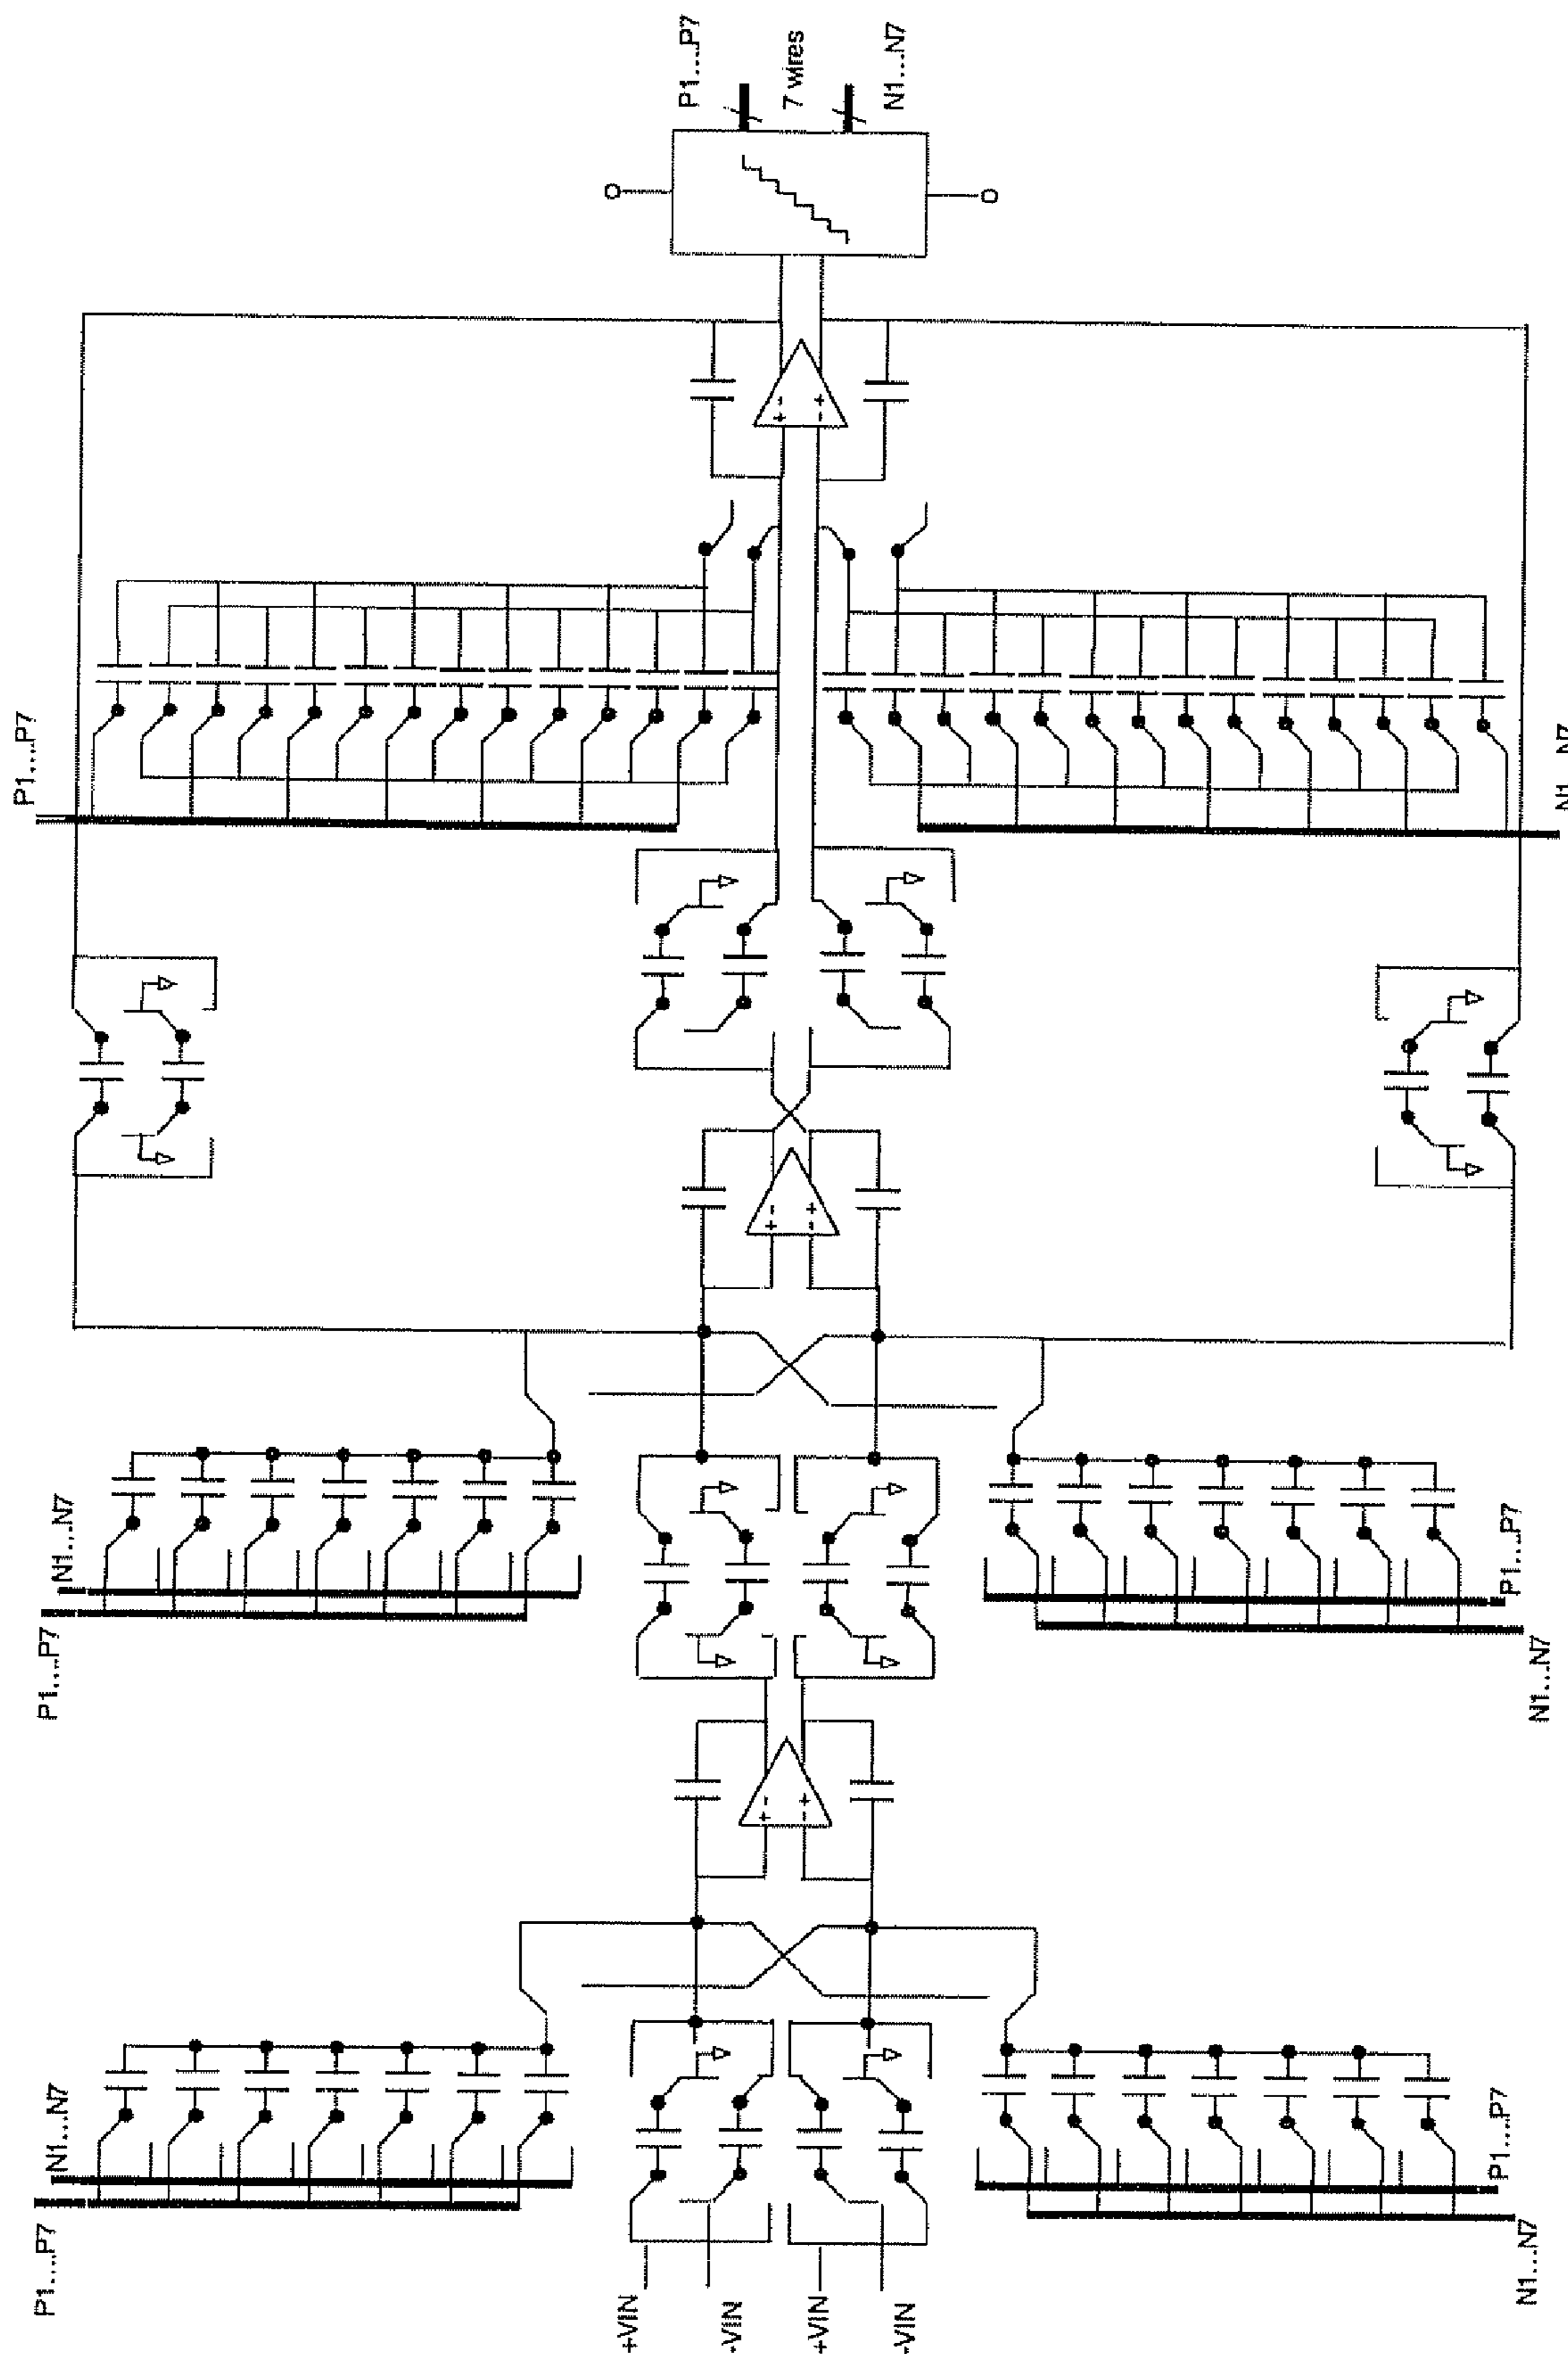 P1....P7
7 wires
N1...N7
P1....P7
N1...N7
+ -
- +
+ -
- +
N1...N7
P1....P7
P1....P7
N1...N7
+ -
- +
N1...N7
P1....P7
P1....P7
N1...N7
+VIN
-VIN
+VIN
-VIN